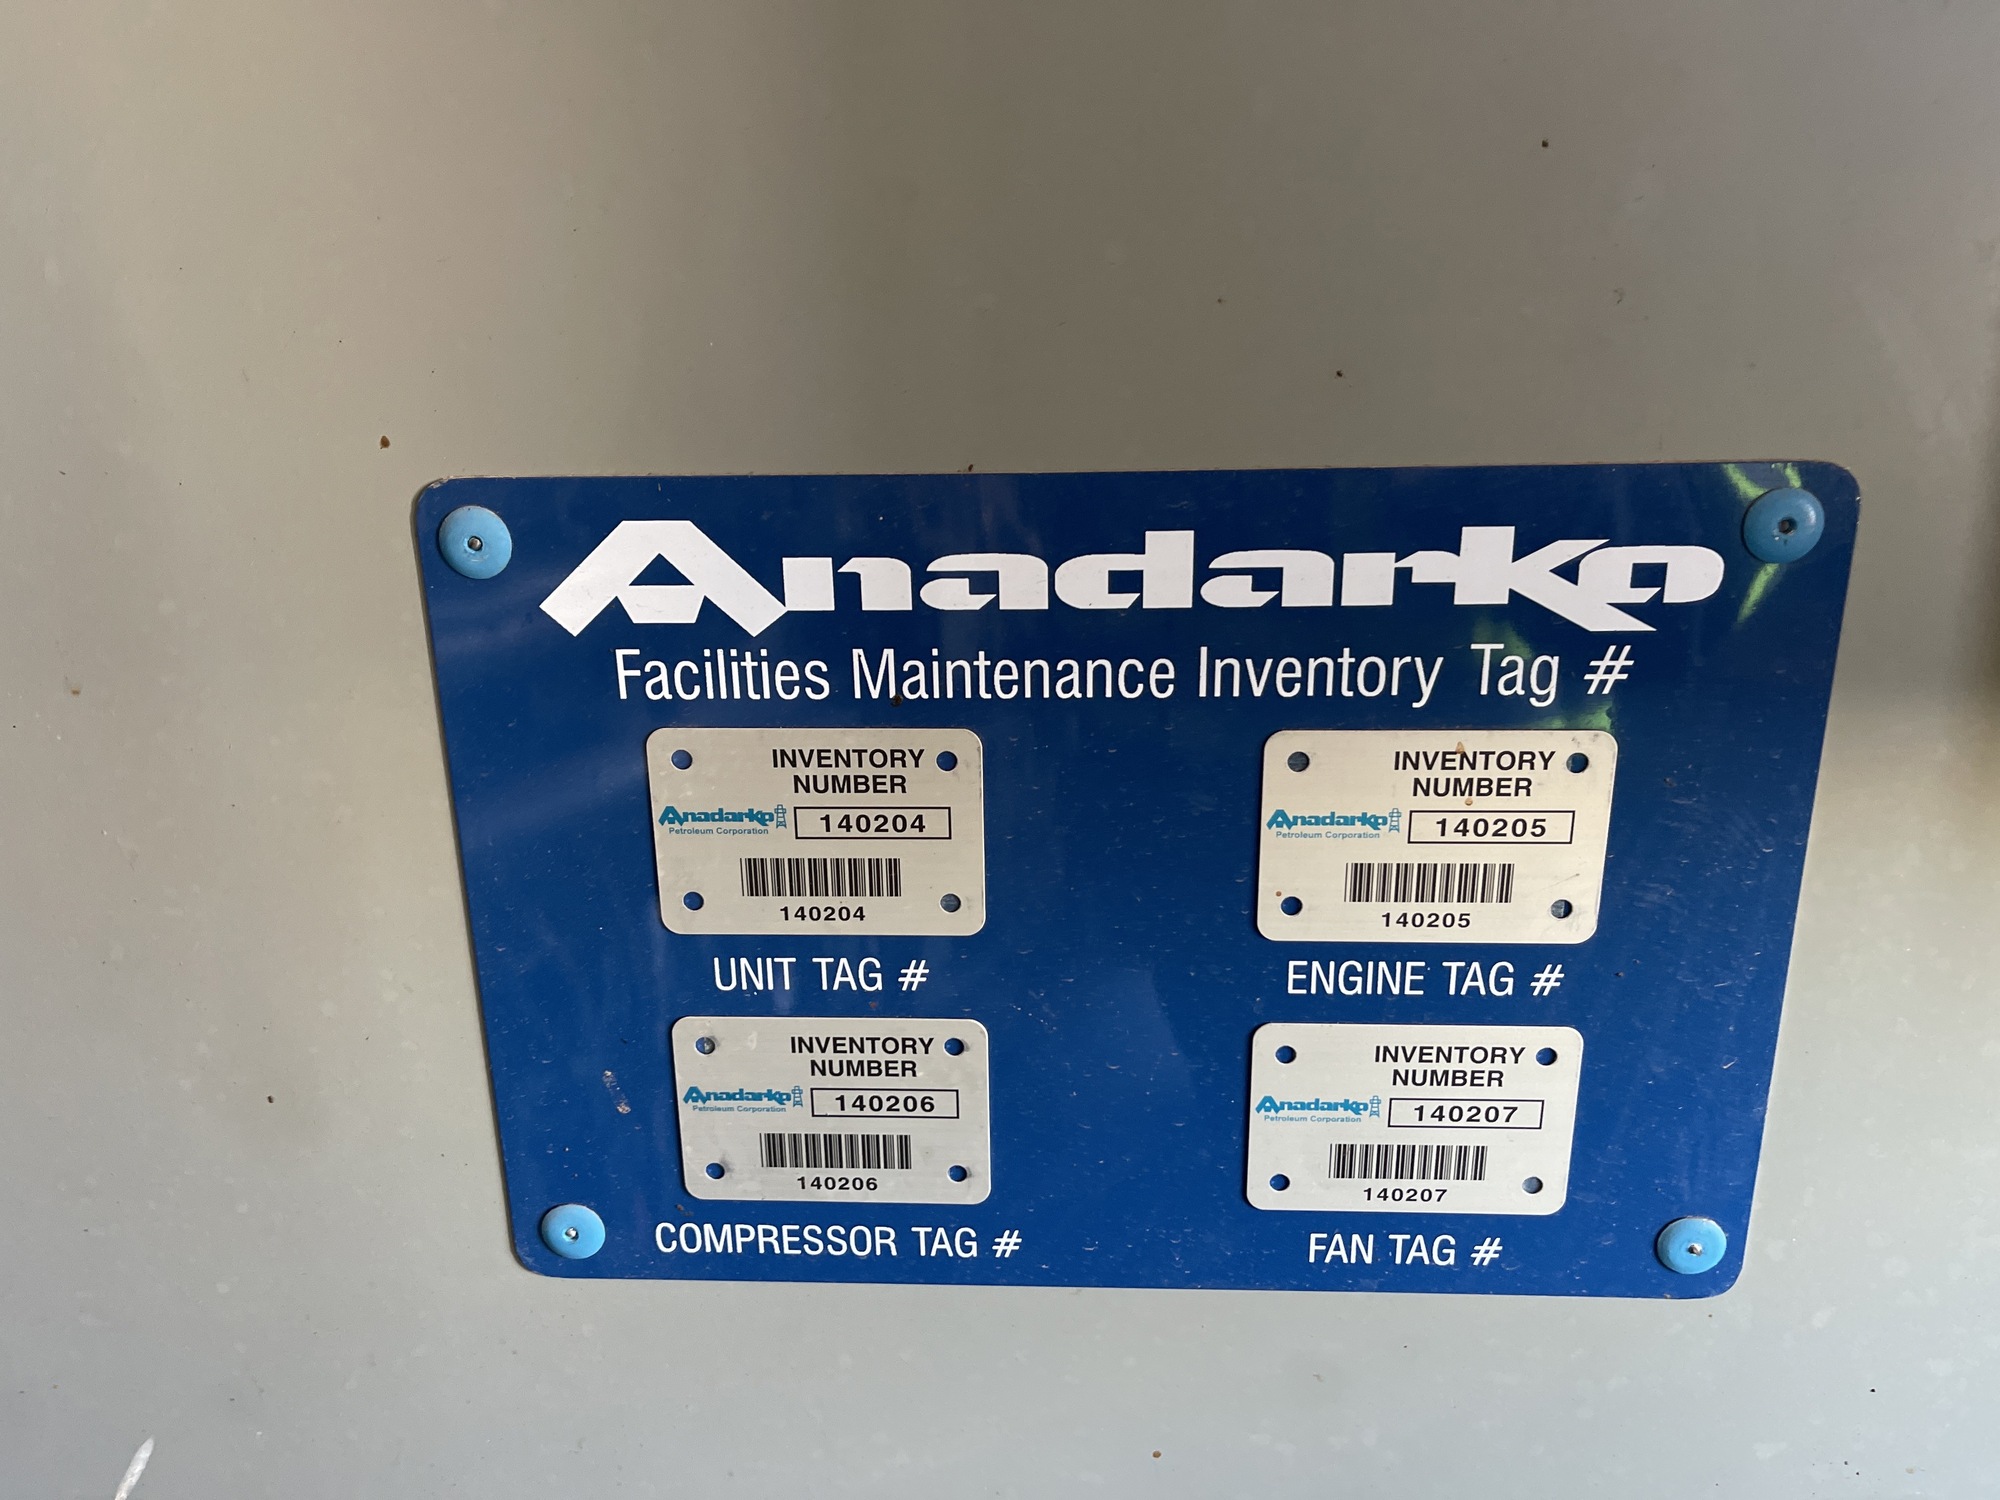 Anadarko
Facilities Maintenance Inventory Tag #
INVENTORY
NUMBER
Anadarko
Petroleum Corporation
140204
140204
UNIT TAG #
INVENTORY
NUMBER
Anadarko
Petroleum Corporation
140205
140205
ENGINE TAG #
INVENTORY
NUMBER
Anadarko
Petroleum Corporation
140206
140206
COMPRESSOR TAG #
INVENTORY
NUMBER
Anadarko
Petroleum Corporation
140207
140207
FAN TAG #